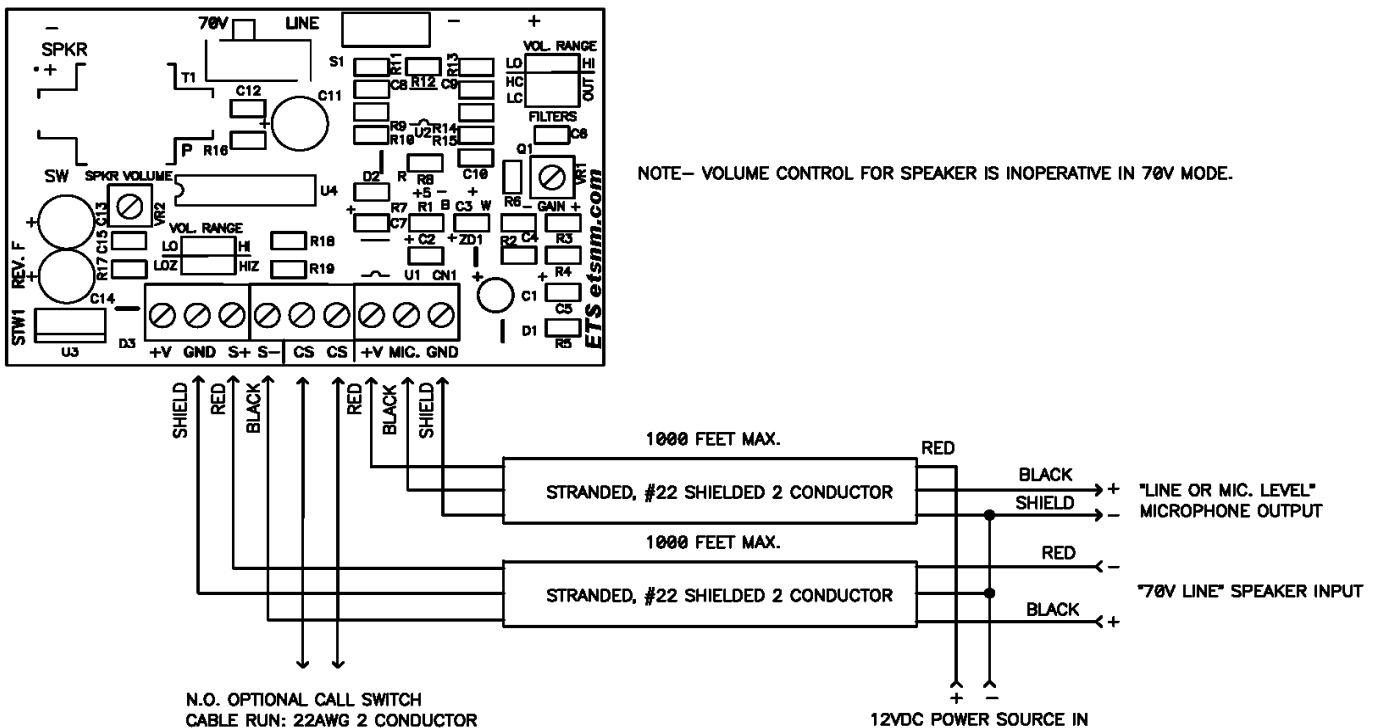 70V LINE - +
- SPKR +
VOL. RANGE
LO HI
HC OUT
LC
FILTERS
T1
S1
R11 R12 R13
C8 C9
C12
C11
+
R16
P
R9 U2 R14
R10 R15
C6
Q1
VR1
SW
SPKR VOLUME
VR2
U4
D2
R R8
C10
+5 - +
R6
- GAIN +
+ R7 R1 B C3 W
C7
C13
C15
R17
+
+
VOL. RANGE
LO HI
LOZ HIZ
R18
R19
+ C2 + ZD1 R2 C4 R3
R4
U1 CN1
+
C1
+
C5
D1
R5
C14
REV. F
STW1
U3
D3
ETS etsnm.com
+V GND S+ S- CS CS +V MIC. GND
NOTE- VOLUME CONTROL FOR SPEAKER IS INOPERATIVE IN 70V MODE.
SHIELD
RED
BLACK
RED
BLACK
SHIELD
1000 FEET MAX.
STRANDED, #22 SHIELDED 2 CONDUCTOR
RED
BLACK
SHIELD
+ "LINE OR MIC. LEVEL"
- MICROPHONE OUTPUT
1000 FEET MAX.
STRANDED, #22 SHIELDED 2 CONDUCTOR
RED
-
"70V LINE" SPEAKER INPUT
BLACK
+
N.O. OPTIONAL CALL SWITCH
CABLE RUN: 22AWG 2 CONDUCTOR
+ -
12VDC POWER SOURCE IN